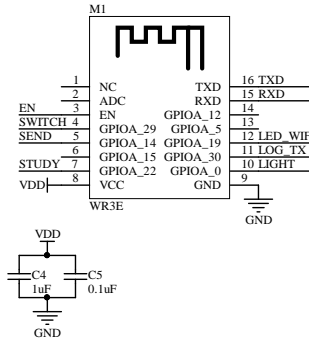 M1
1 NC TXD 16 TXD
2 ADC RXD 15 RXD
EN 3 EN GPIOA_12 14
SWITCH 4 GPIOA_29 GPIOA_5 13
SEND 5 GPIOA_14 GPIOA_19 12 LED_WIF
6 GPIOA_15 GPIOA_30 11 LOG_TX
STUDY 7 GPIOA_22 GPIOA_0 10 LIGHT
VDD 8 VCC GND 9
WR3E
GND
VDD
C4 C5
1uF 0.1uF
GND